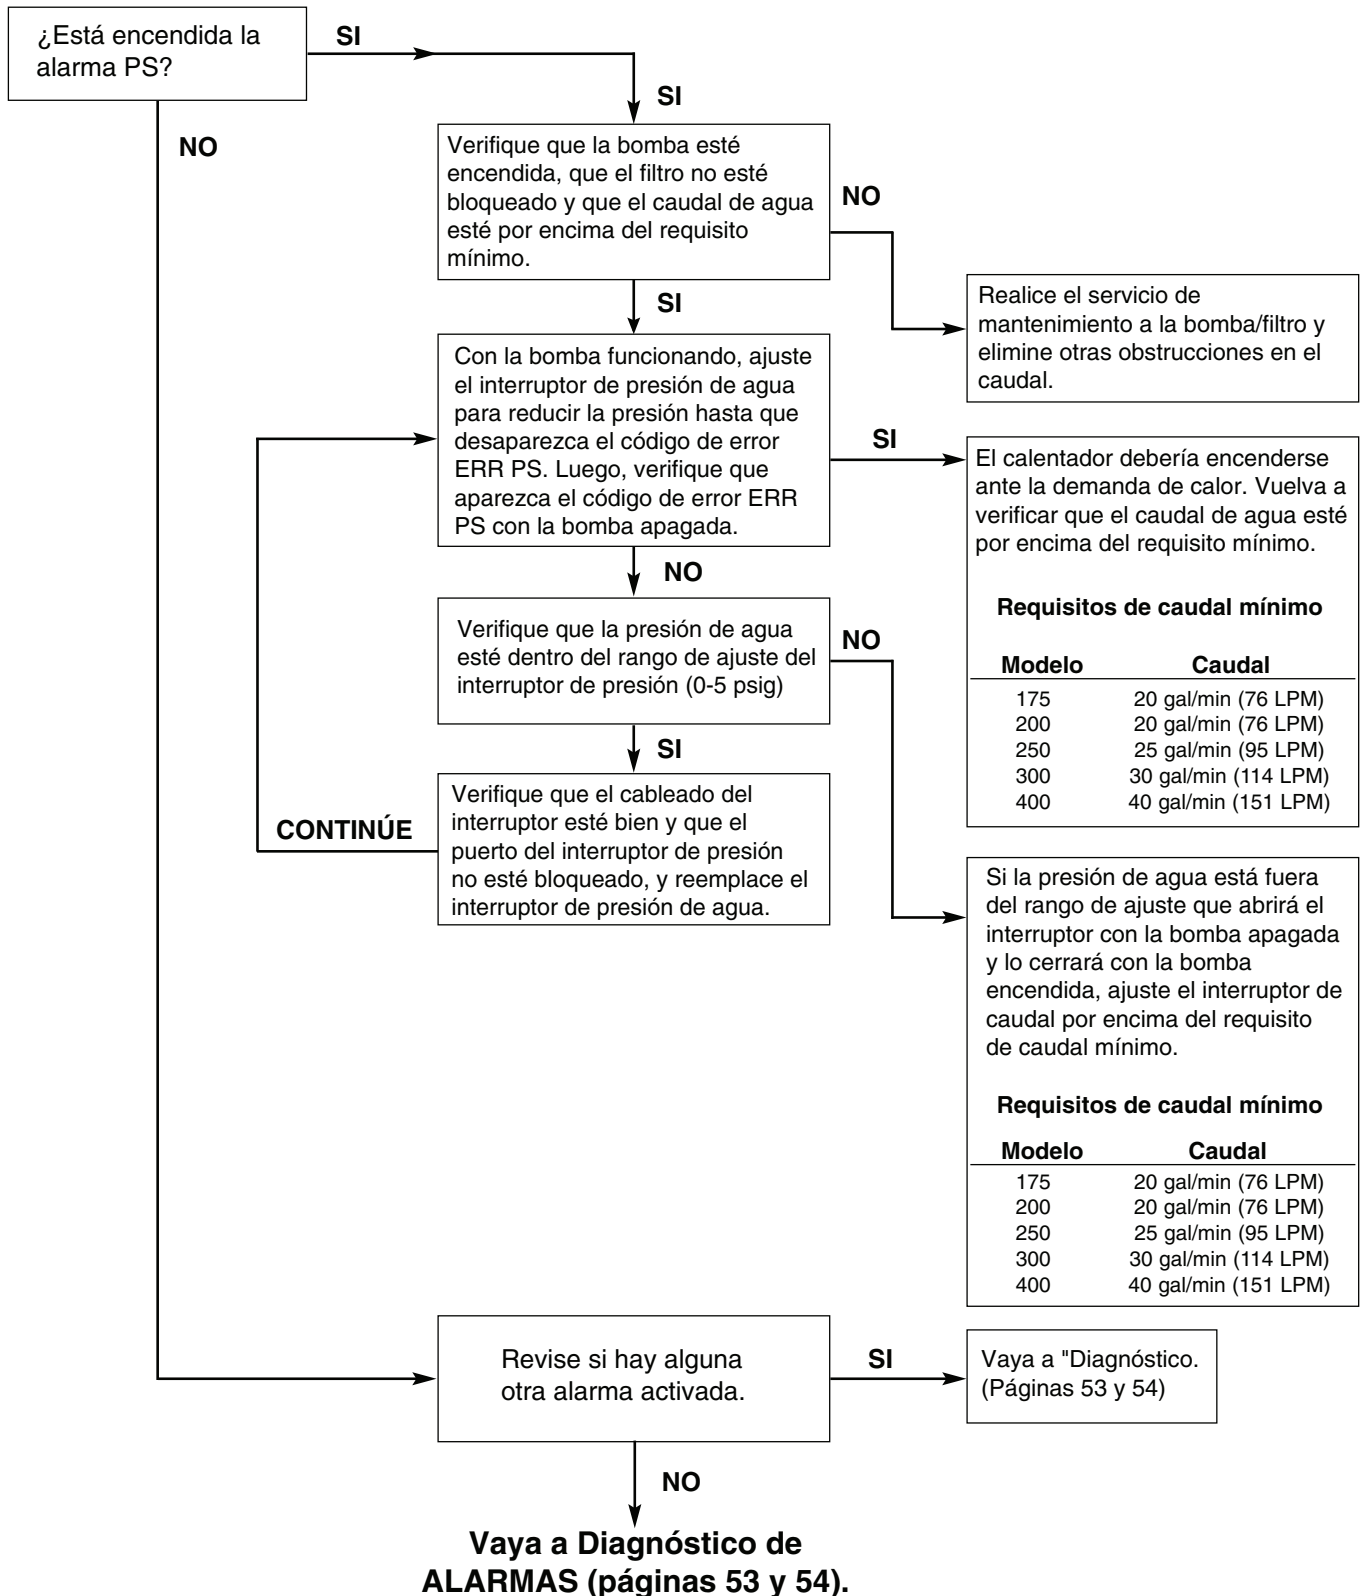 ¿Está encendida la
alarma PS?
SI
SI
NO
Verifique que la bomba esté
encendida, que el filtro no esté
bloqueado y que el caudal de agua
esté por encima del requisito
mínimo.
NO
Realice el servicio de
mantenimiento a la bomba/filtro y
elimine otras obstrucciones en el
caudal.
SI
Con la bomba funcionando, ajuste
el interruptor de presión de agua
para reducir la presión hasta que
desaparezca el código de error
ERR PS. Luego, verifique que
aparezca el código de error ERR
PS con la bomba apagada.
SI
El calentador debería encenderse
ante la demanda de calor. Vuelva a
verificar que el caudal de agua esté
por encima del requisito mínimo.
Requisitos de caudal mínimo
Modelo Caudal
175 20 gal/min (76 LPM)
200 20 gal/min (76 LPM)
250 25 gal/min (95 LPM)
300 30 gal/min (114 LPM)
400 40 gal/min (151 LPM)
NO
Verifique que la presión de agua
esté dentro del rango de ajuste del
interruptor de presión (0-5 psig)
NO
SI
Verifique que el cableado del
interruptor esté bien y que el
puerto del interruptor de presión
no esté bloqueado, y reemplace el
interruptor de presión de agua.
CONTINÚE
Si la presión de agua está fuera
del rango de ajuste que abrirá el
interruptor con la bomba apagada
y lo cerrará con la bomba
encendida, ajuste el interruptor de
caudal por encima del requisito
de caudal mínimo.
Requisitos de caudal mínimo
Modelo Caudal
175 20 gal/min (76 LPM)
200 20 gal/min (76 LPM)
250 25 gal/min (95 LPM)
300 30 gal/min (114 LPM)
400 40 gal/min (151 LPM)
Revise si hay alguna
otra alarma activada.
SI
Vaya a "Diagnóstico.
(Páginas 53 y 54)
NO
Vaya a Diagnóstico de
ALARMAS (páginas 53 y 54).